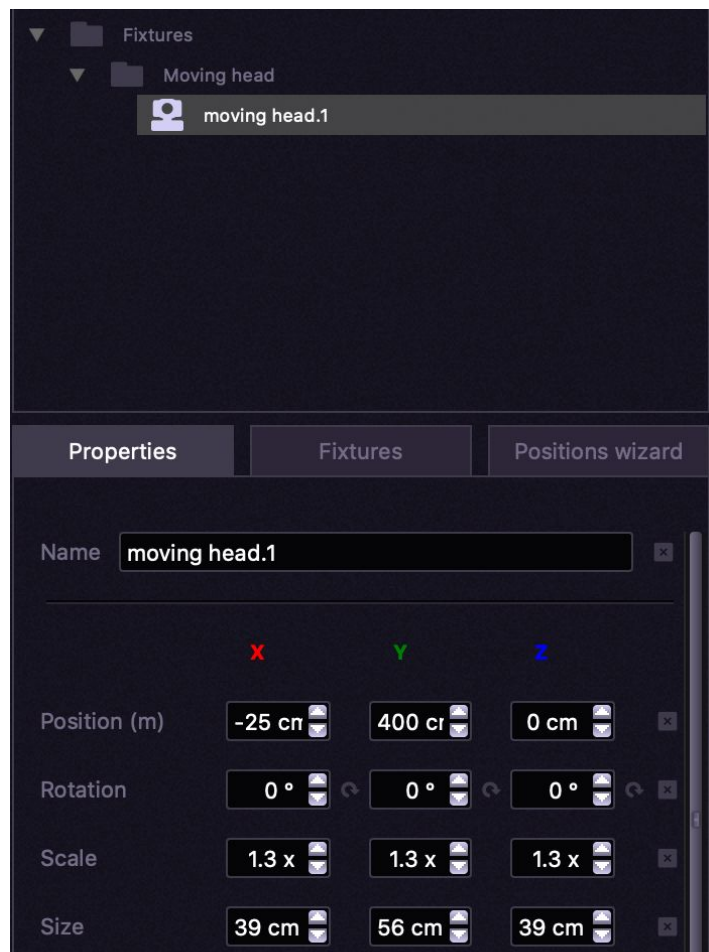 Fixtures
Moving head
moving head.1
Properties Fixtures Positions wizard
Name moving head.1
X Y Z
Position (m) -25 cm 400 cr 0 cm
Rotation 0 ° 0 ° 0 °
Scale 1.3 x 1.3 x 1.3 x
Size 39 cm 56 cm 39 cm